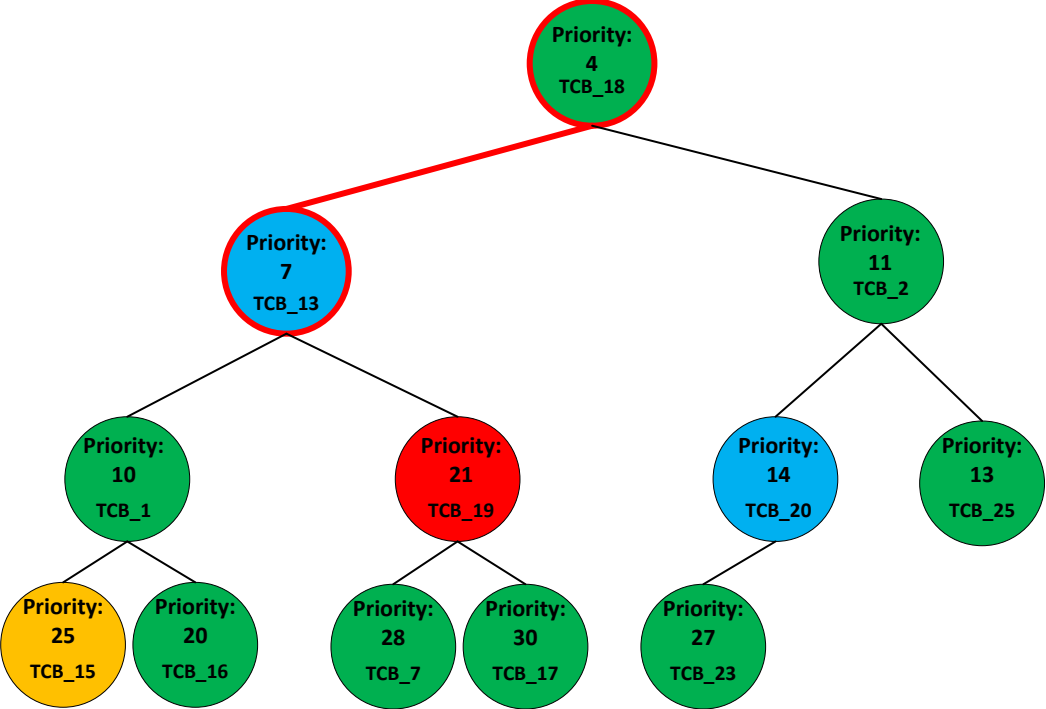 Priority:
4
TCB_18
Priority:
7
TCB_13
Priority:
11
TCB_2
Priority:
10
TCB_1
Priority:
21
TCB_19
Priority:
14
TCB_20
Priority:
13
TCB_25
Priority:
25
TCB_15
Priority:
20
TCB_16
Priority:
28
TCB_7
Priority:
30
TCB_17
Priority:
27
TCB_23